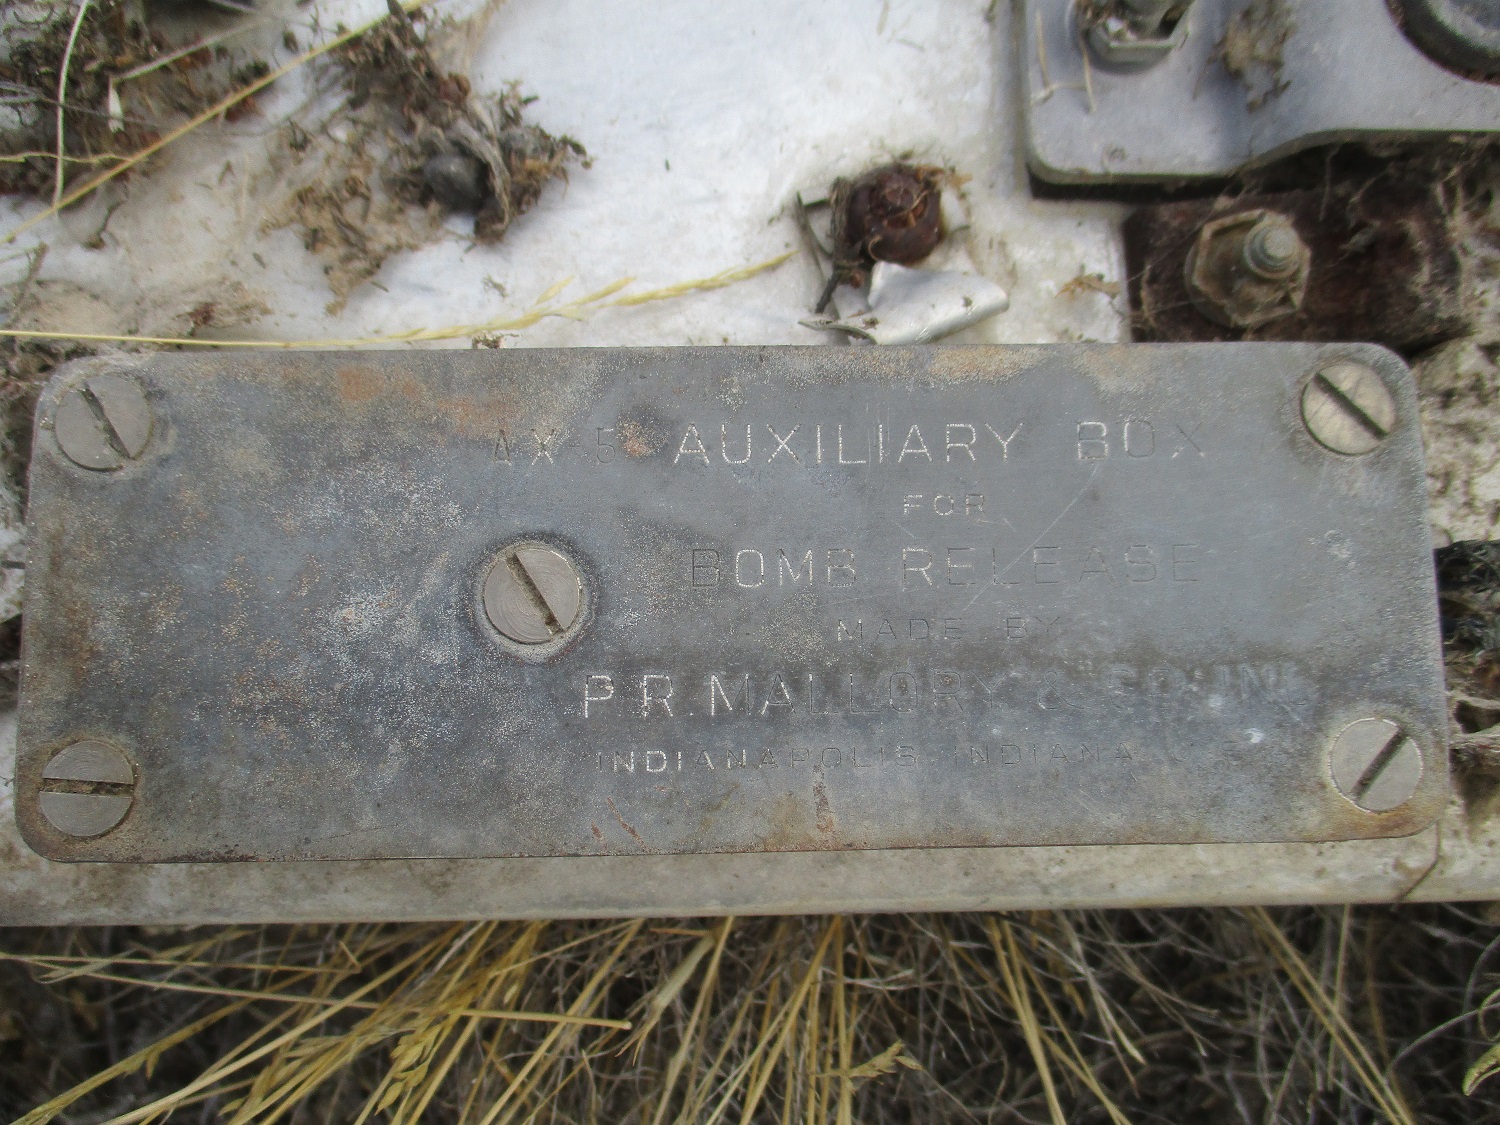 AX-5 AUXILIARY BOX
FOR
BOMB RELEASE
MADE BY
P.R. MALLORY &
INDIANAPOLIS INDIANA